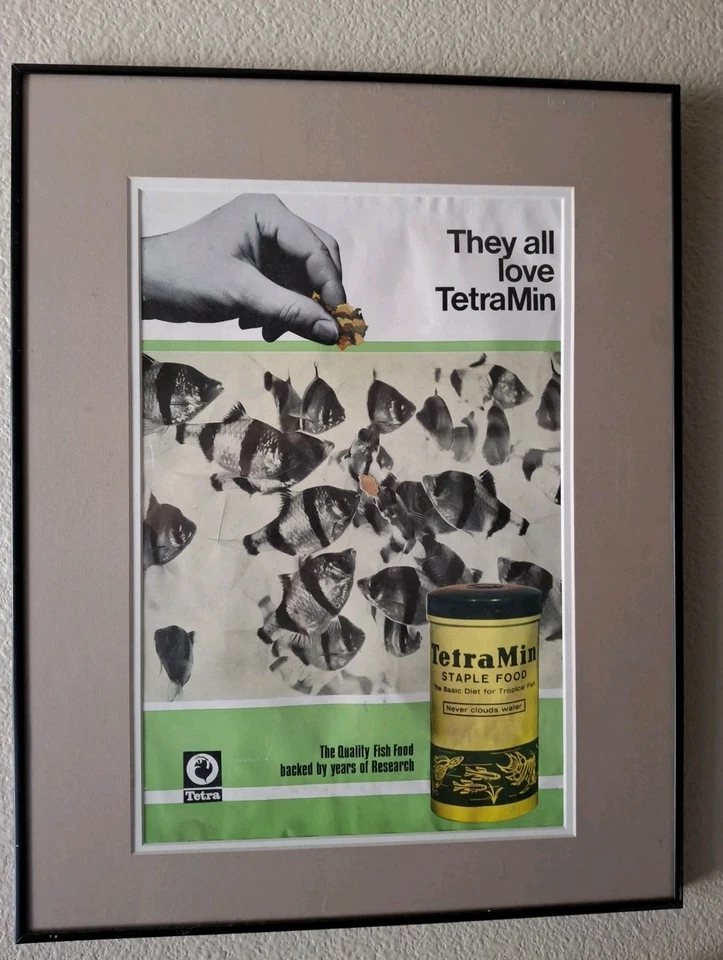 They all
love
TetraMin
TetraMin
STAPLE FOOD
The Basic Diet for Tropical Fish
Never clouds water
The Quality Fish Food
backed by years of Research
Tetra